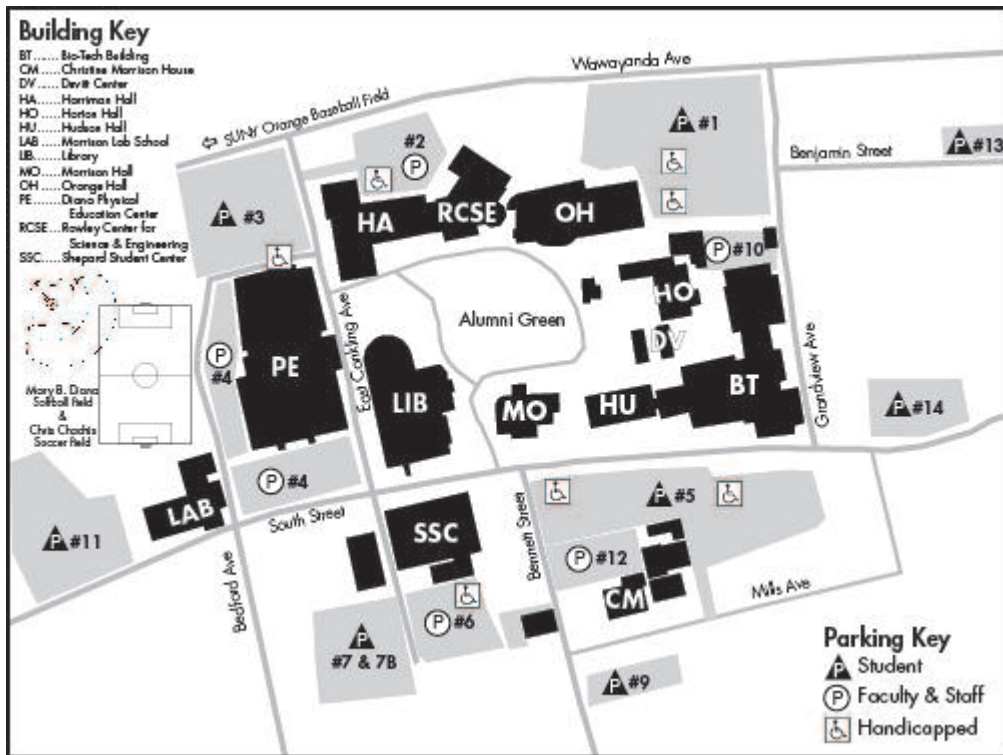 Building Key
BT...... Bio-Tech Building
CM..... Christine Morrison House
DV..... Devitt Center
HA..... Harriman Hall
HO..... Horton Hall
HU..... Hudson Hall
LAB.... Morrison Lab School
LIB..... Library
MO.... Morrison Hall
OH..... Orange Hall
PE...... Diana Physical
Education Center
RCSE... Rowley Center for
Science & Engineering
SSC.... Shepard Student Center
Wawayanda Ave
SUNY Orange Baseball Field
#2
P
P #1
Benjamin Street
P #13
P #3
HA
RCSE
OH
P #10
HO
Alumni Green
DV
PE
East Conkling Ave
P
#4
LIB
MO
HU
BT
Grandview Ave
P #14
Mary B. Diana
Softball Field
&
Chris Chachis
Soccer Field
P #4
LAB
South Street
SSC
Bennett Street
P #5
P #11
Bedford Ave
P #12
CM
Mills Ave
P #6
P
#7 & 7B
P #9
Parking Key
P Student
P Faculty & Staff
Handicapped